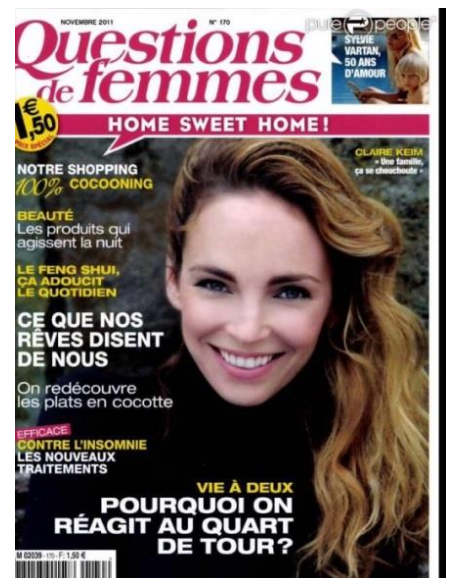 NOVEMBRE 2011
N° 170
purepeople
Questions
de femmes
SYLVIE
VARTAN,
50 ANS
D'AMOUR
1€,50
PRIX SPÉCIAL
HOME SWEET HOME!
CLAIRE KEIM
« Une famille,
ça se chouchoute »
NOTRE SHOPPING
100% COCOONING
BEAUTÉ
Les produits qui
agissent la nuit
LE FENG SHUI,
ÇA ADOUCIT
LE QUOTIDIEN
CE QUE NOS
RÊVES DISENT
DE NOUS
On redécouvre
les plats en cocotte
EFFICACE
CONTRE L'INSOMNIE
LES NOUVEAUX
TRAITEMENTS
VIE À DEUX
POURQUOI ON
RÉAGIT AU QUART
DE TOUR?
M 02039 - 170 - F: 1,50 €